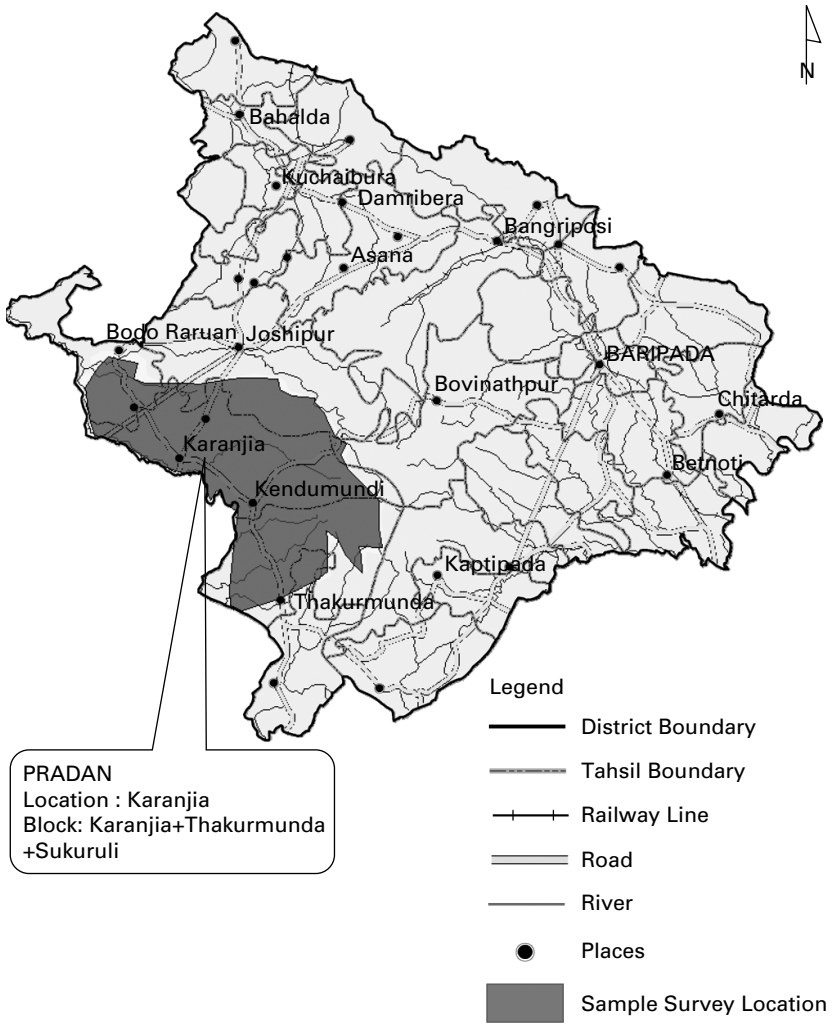 N
Bahalda
Kuchaibura
Damribera
Bangriposi
Asana
Bodo Raruan
Joshipur
BARIPADA
Bovinathpur
Chitarda
Karanjia
Betnoti
Kendumundi
Kaptipada
Thakurmunda
Legend
District Boundary
Tahsil Boundary
Railway Line
Road
River
Places
Sample Survey Location
PRADAN
Location : Karanjia
Block: Karanjia+Thakurmunda
+Sukuruli